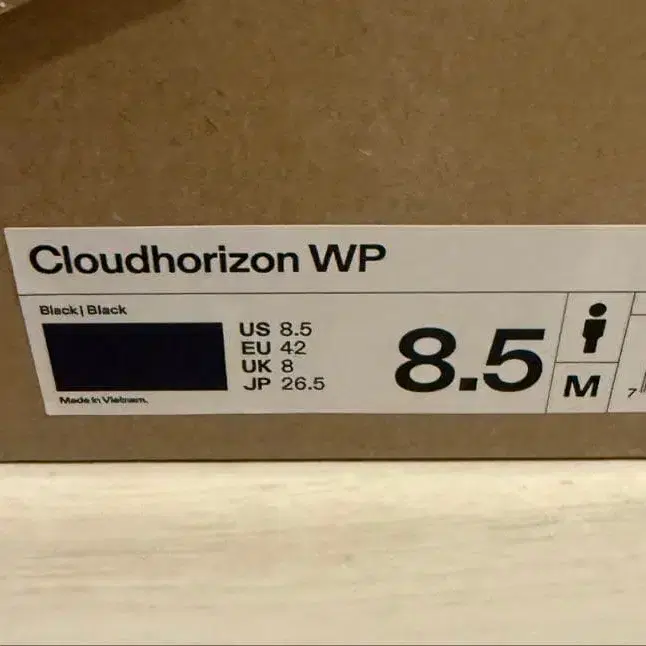 Cloudhorizon WP
Black | Black
US 8.5
EU 42
UK 8
JP 26.5
Made in Vietnam.
8.5
M
7